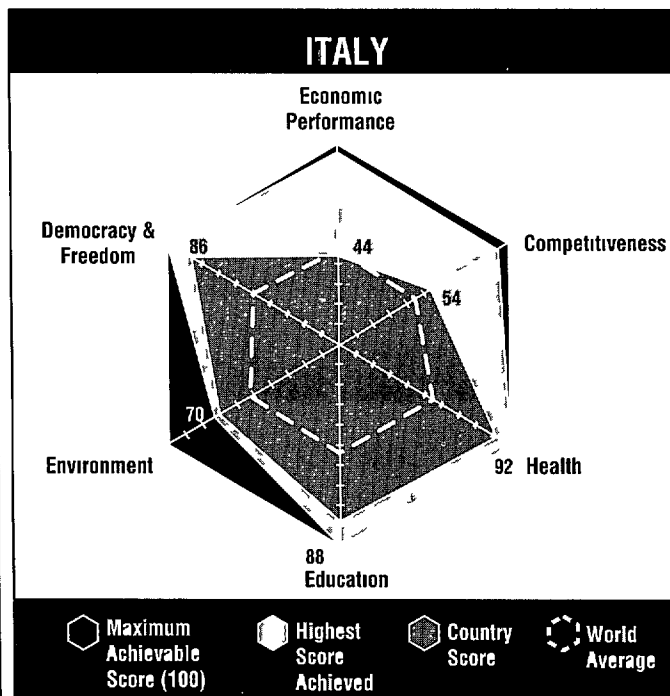 ITALY
Economic
Performance
Democracy &
Freedom
86
44
Competitiveness
54
70
Environment
92 Health
88
Education
Maximum
Achievable
Score (100)
Highest
Score
Achieved
Country
Score
World
Average